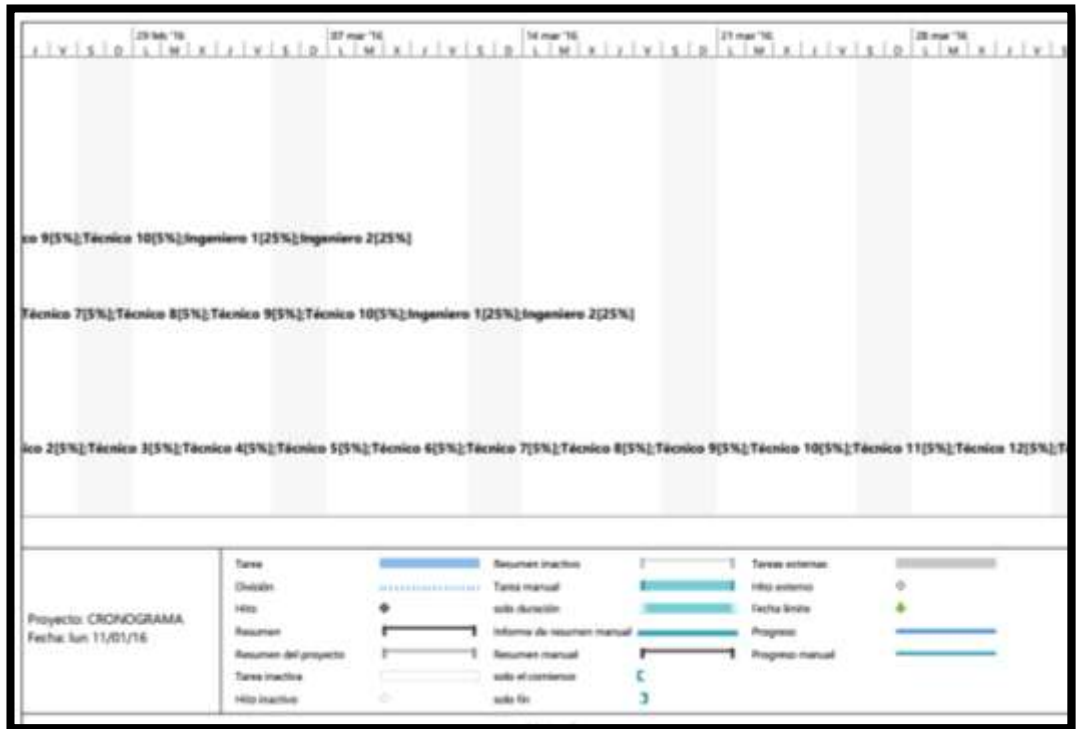 29 feb '16 07 mar '16 14 mar '16 21 mar '16 28 mar '16
J V S D L M X J V S D L M X J V S D L M X J V S D L M X J V S D L M X J V S
co 9[5%];Técnico 10[5%];Ingeniero 1[25%];Ingeniero 2[25%]
Técnico 7[5%];Técnico 8[5%];Técnico 9[5%];Técnico 10[5%];Ingeniero 1[25%];Ingeniero 2[25%]
ico 2[5%];Técnico 3[5%];Técnico 4[5%];Técnico 5[5%];Técnico 6[5%];Técnico 7[5%];Técnico 8[5%];Técnico 9[5%];Técnico 10[5%];Técnico 11[5%];Técnico 12[5%];T
Proyecto: CRONOGRAMA
Fecha: lun 11/01/16
Tarea Resumen inactivo Tareas externas
División Tarea manual Hito externo
Hito solo duración Fecha límite
Resumen Informe de resumen manual Progreso
Resumen del proyecto Resumen manual Progreso manual
Tarea inactiva solo el comienzo
Hito inactivo solo fin